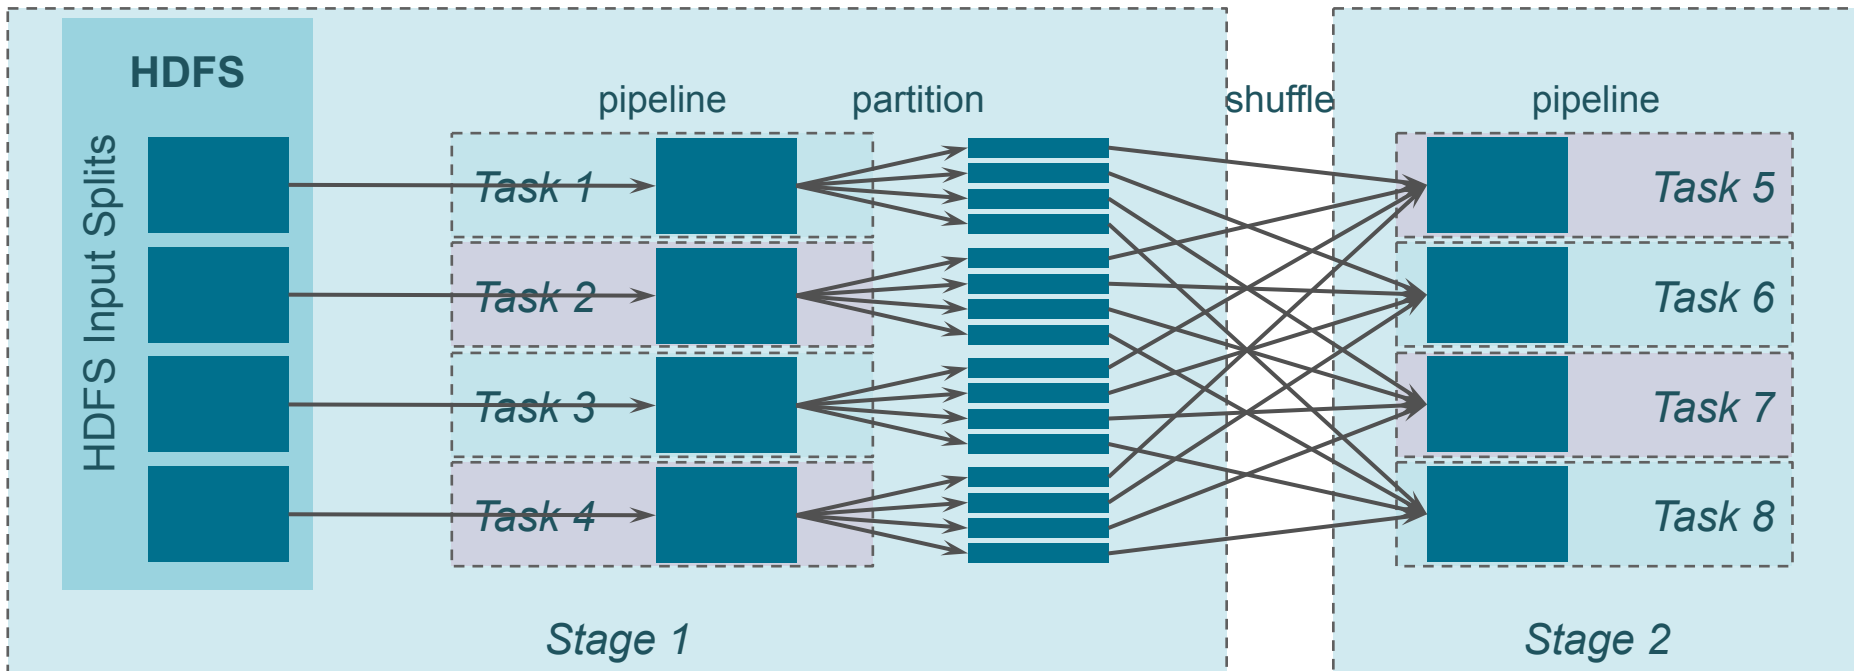 HDFS
HDFS Input Splits
pipeline
partition
shuffle
pipeline
Task 1
Task 2
Task 3
Task 4
Task 5
Task 6
Task 7
Task 8
Stage 1
Stage 2